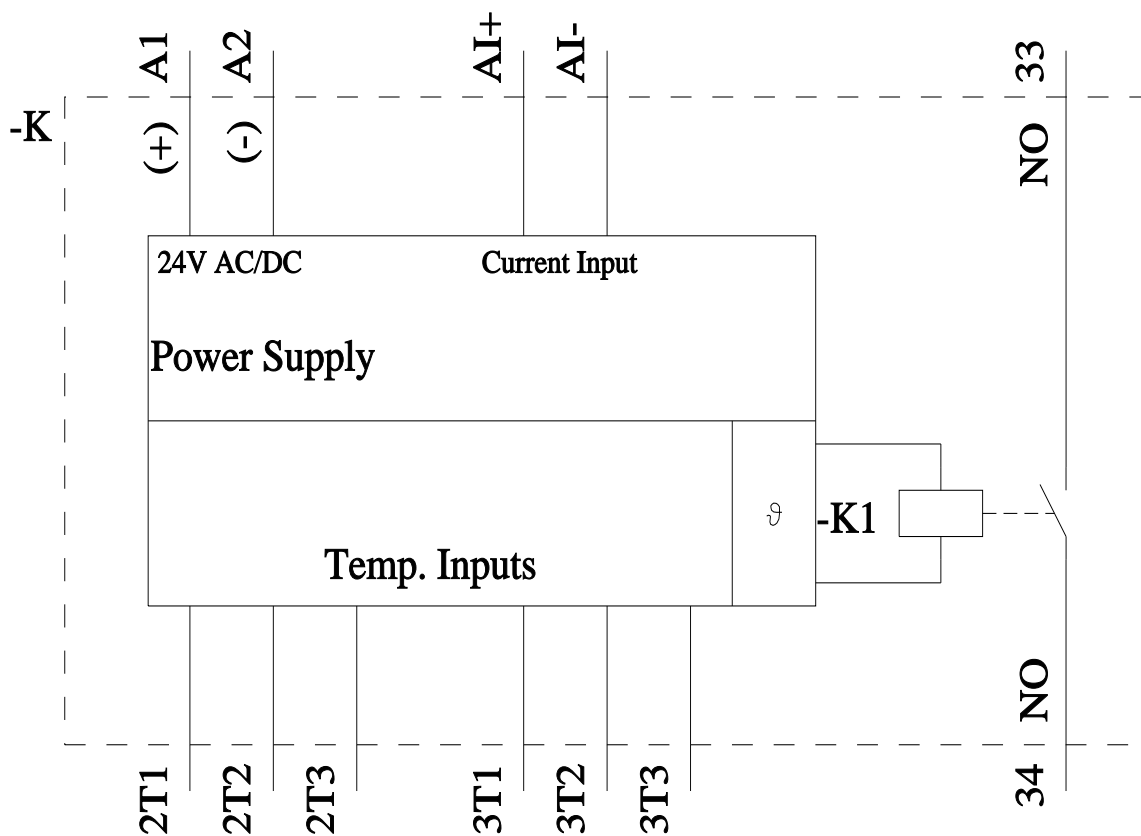 A1
A2
AI+
AI-
33
-K
(+)
(-)
NO
24V AC/DC
Current Input
Power Supply
ϑ
-K1
Temp. Inputs
NO
2T1
2T2
2T3
3T1
3T2
3T3
34